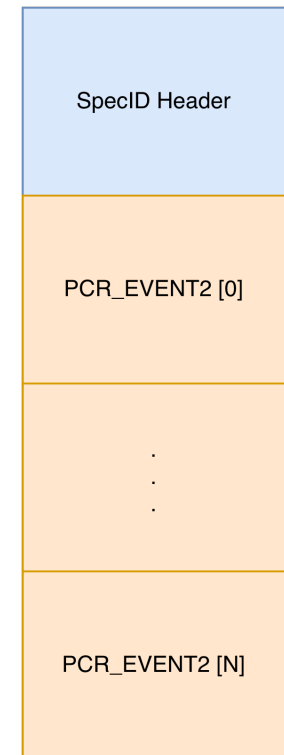 SpecID Header
PCR_EVENT2 [0]
.
.
.
PCR_EVENT2 [N]